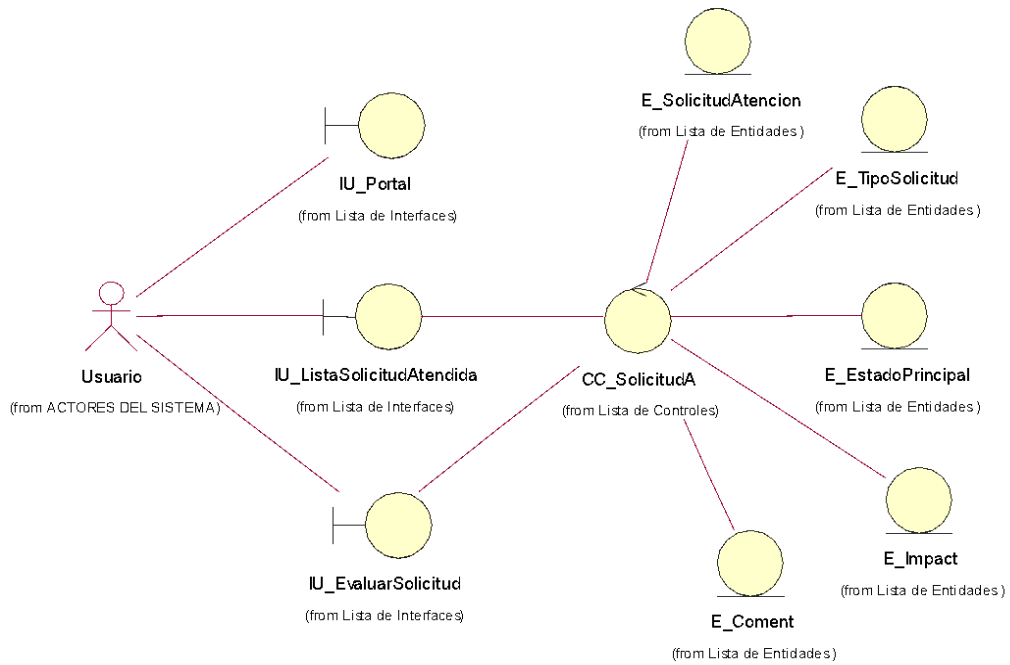 E_SolicitudAtencion
(from Lista de Entidades )
E_TipoSolicitud
(from Lista de Entidades )
IU_Portal
(from Lista de Interfaces)
Usuario
(from ACTORES DEL SISTEMA)
IU_ListaSolicitudAtendida
(from Lista de Interfaces)
CC_SolicitudA
(from Lista de Controles)
E_EstadoPrincipal
(from Lista de Entidades )
IU_EvaluarSolicitud
(from Lista de Interfaces)
E_Impact
(from Lista de Entidades )
E_Coment
(from Lista de Entidades )